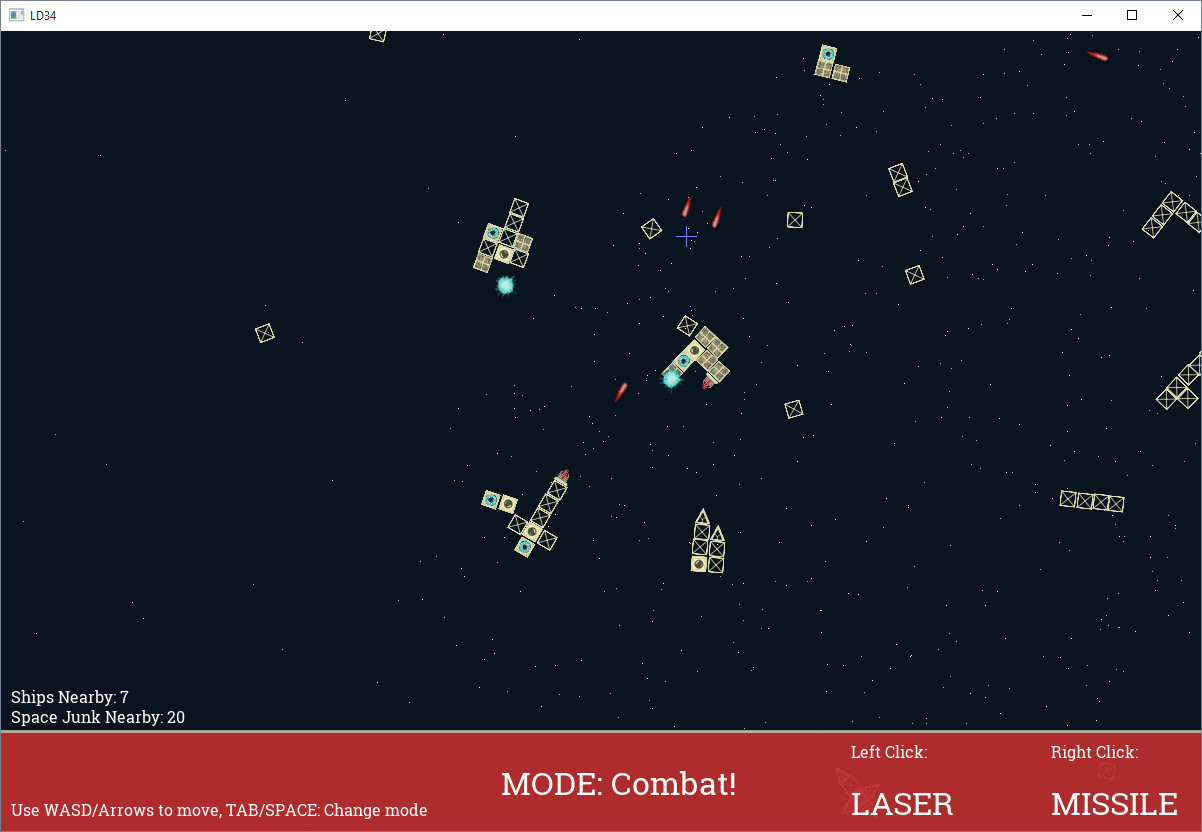 LD34
Ships Nearby: 7
Space Junk Nearby: 20
Left Click:
Right Click:
MODE: Combat!
LASER
MISSILE
Use WASD/Arrows to move, TAB/SPACE: Change mode